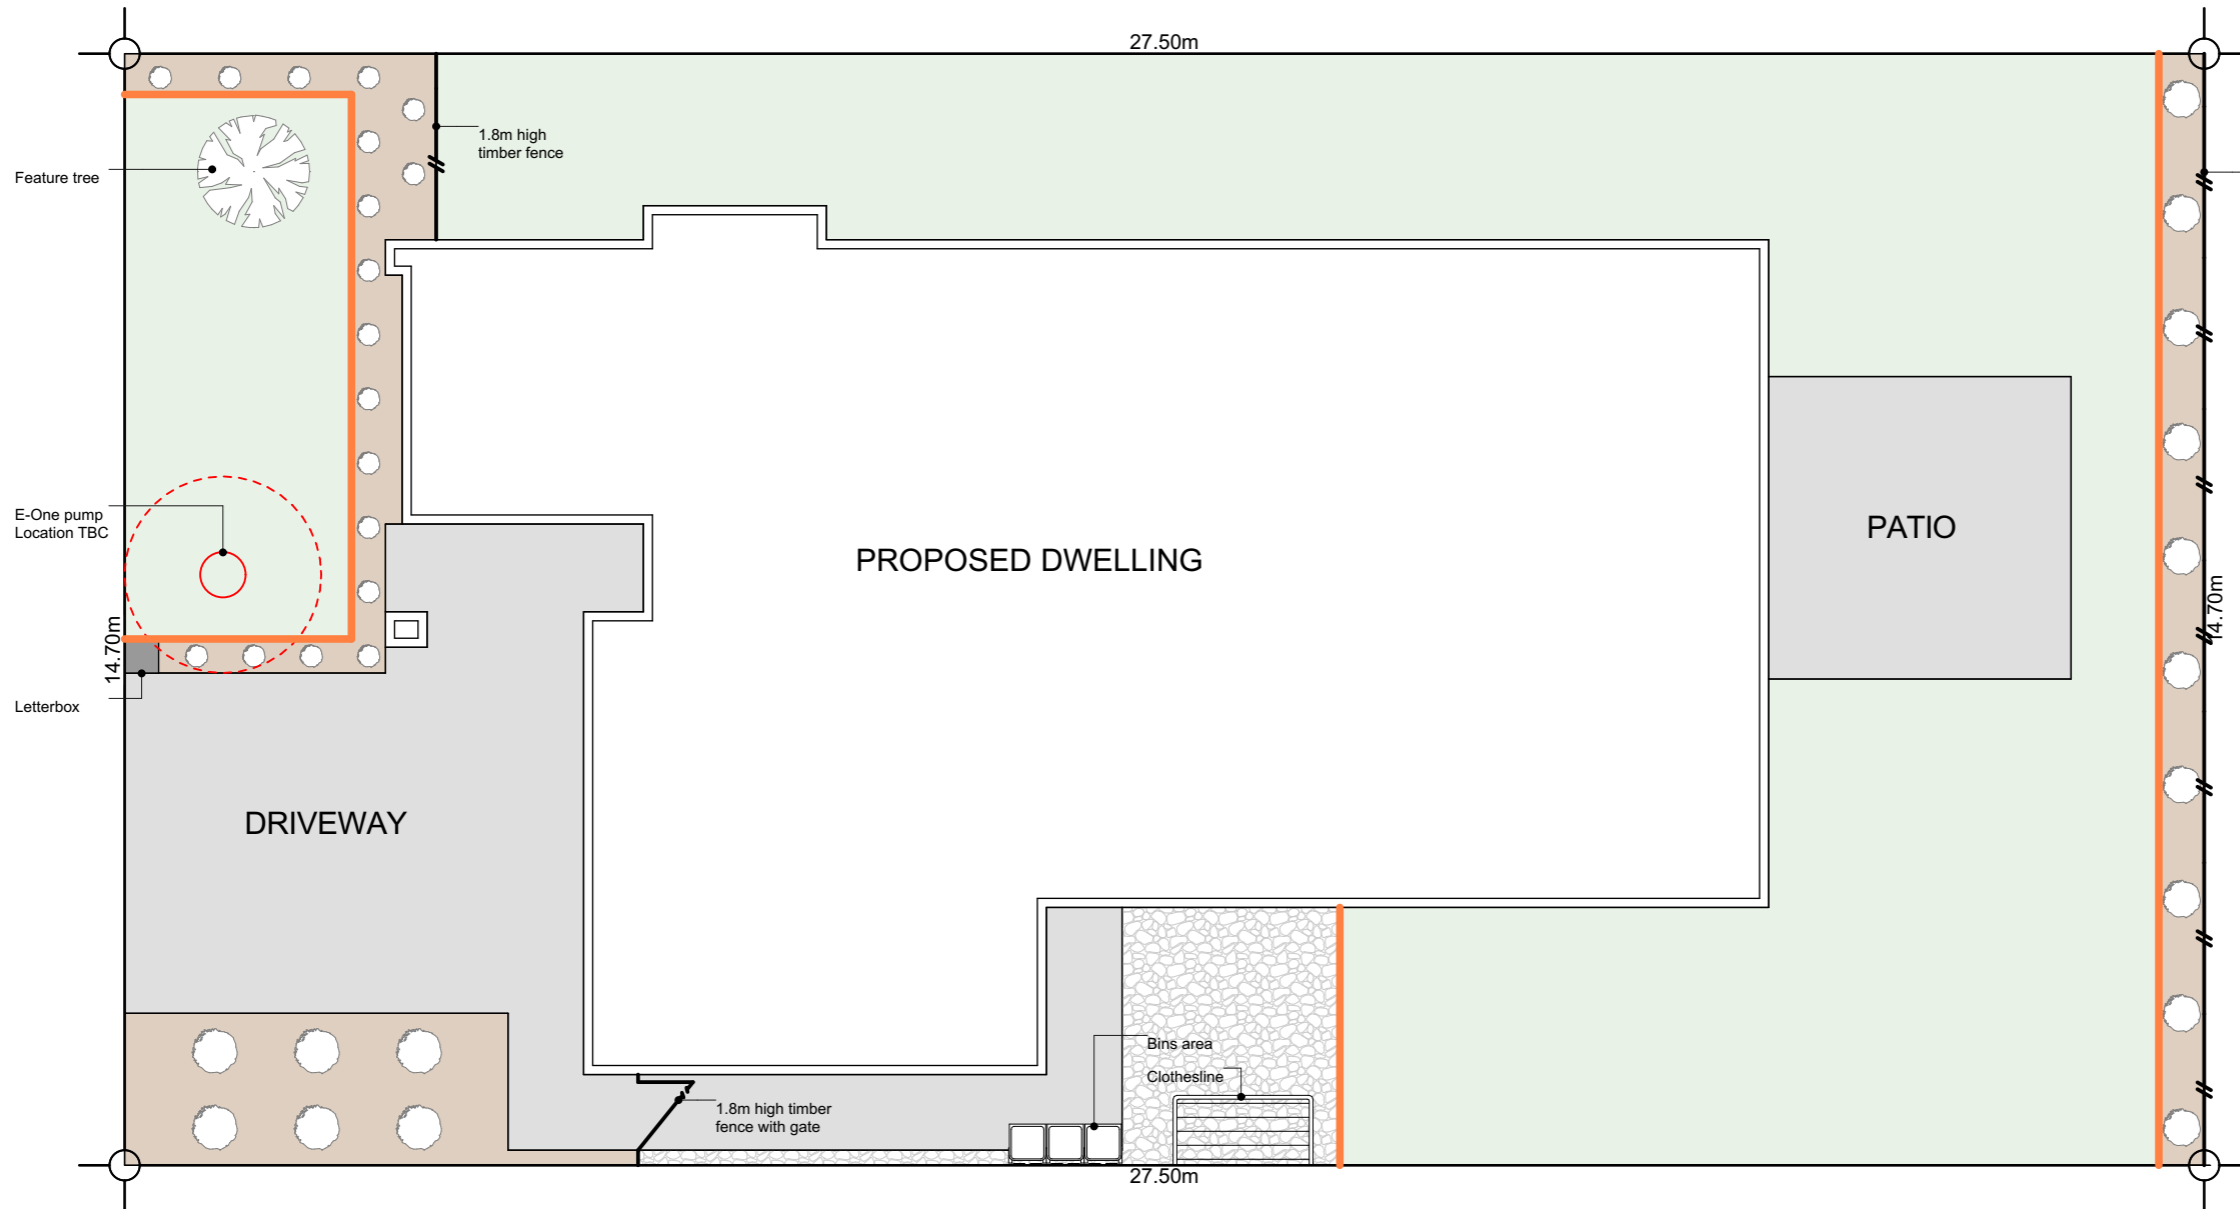 27.50m
1.8m high
timber fence
Feature tree
E-One pump
Location TBC
PROPOSED DWELLING
PATIO
14.70m
14.70m
Letterbox
DRIVEWAY
Bins area
Clothesline
1.8m high timber
fence with gate
27.50m